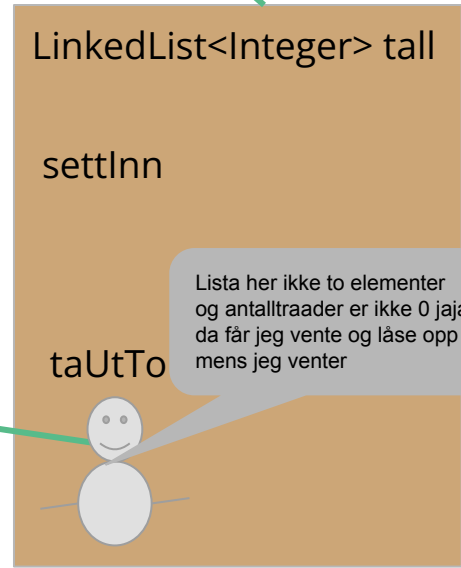 LinkedList<Integer> tall
settInn
Lista her ikke to elementer
og antalltraader er ikke 0 jaja
da får jeg vente og låse opp
mens jeg venter
taUtTo